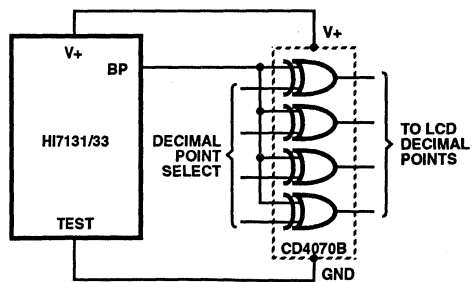 V+
V+
BP
HI7131/33
DECIMAL
POINT
SELECT
TO LCD
DECIMAL
POINTS
TEST
CD4070B
GND